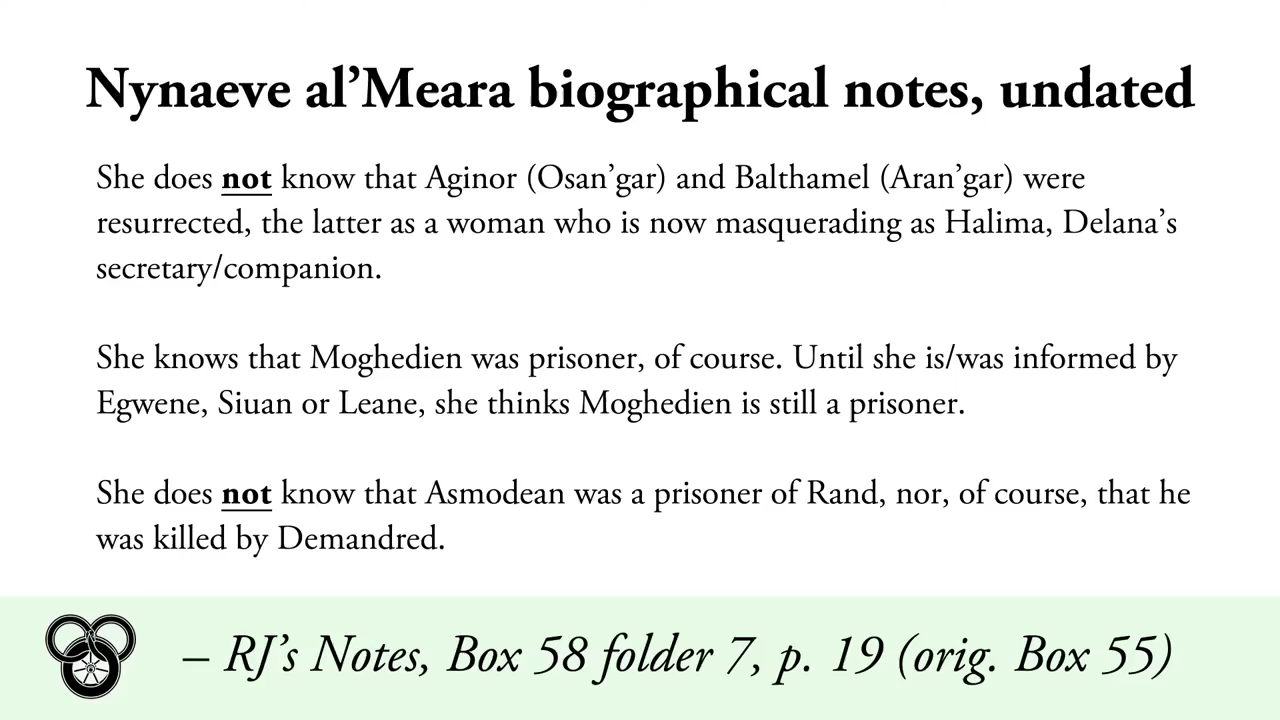 Nynaeve al’Meara biographical notes, undated
She does not know that Aginor (Osan’gar) and Balthamel (Aran’gar) were
resurrected, the latter as a woman who is now masquerading as Halima, Delana’s
secretary/companion.
She knows that Moghedien was prisoner, of course. Until she is/was informed by
Egwene, Siuan or Leane, she thinks Moghedien is still a prisoner.
She does not know that Asmodean was a prisoner of Rand, nor, of course, that he
was killed by Demandred.
– RJ’s Notes, Box 58 folder 7, p. 19 (orig. Box 55)